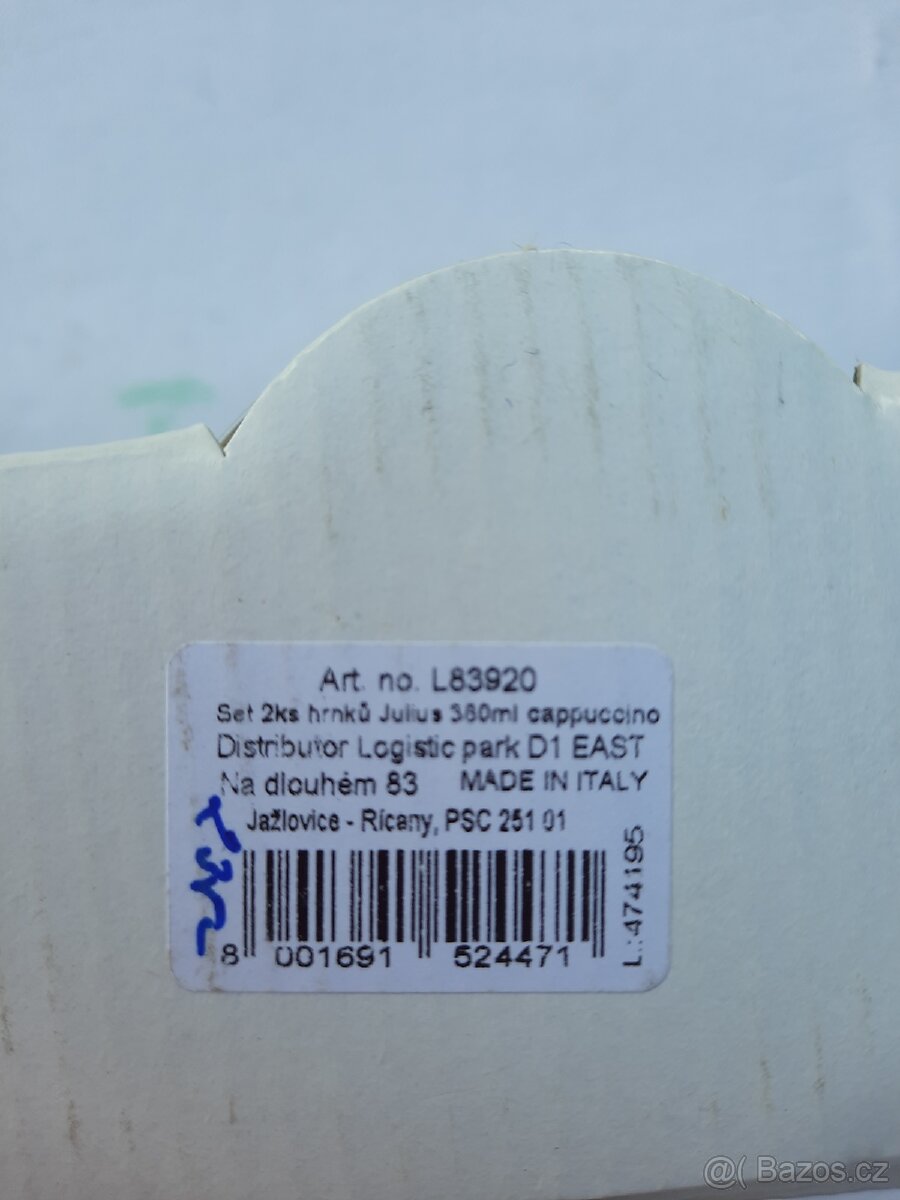 Art. no. L83920
Set 2ks hrnků Julius 380ml cappuccino
Distributor Logistic park D1 EAST
Na dlouhém 83 MADE IN ITALY
Jažlovice - Rícany, PSC 251 01
8 001691 524471
L.:474195
@( Bazos.cz